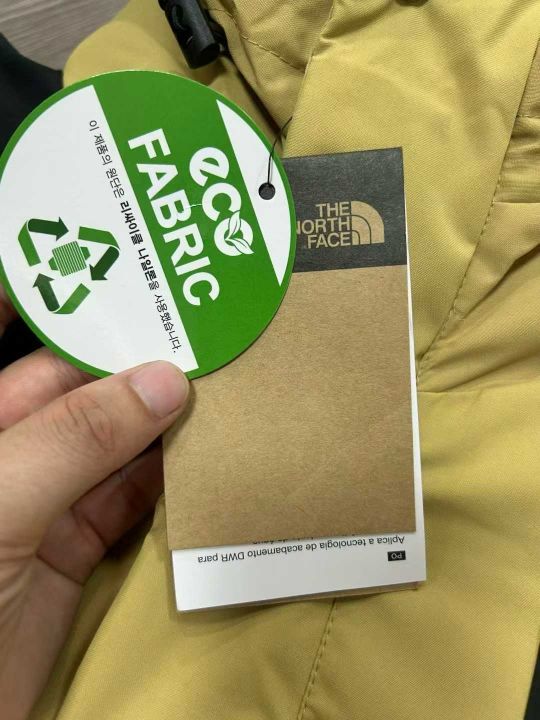 eco
FABRIC
이 제품의 원단은 리싸이클 나일론을 사용했습니다.
THE
NORTH
FACE
PO
Aplica a tecnologia de acabamento DWR para